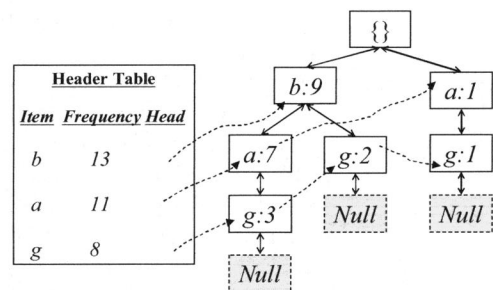 {}
Header Table
Item Frequency Head
b 13
a 11
g 8
b:9
a:1
a:7
g:2
g:1
g:3
Null
Null
Null